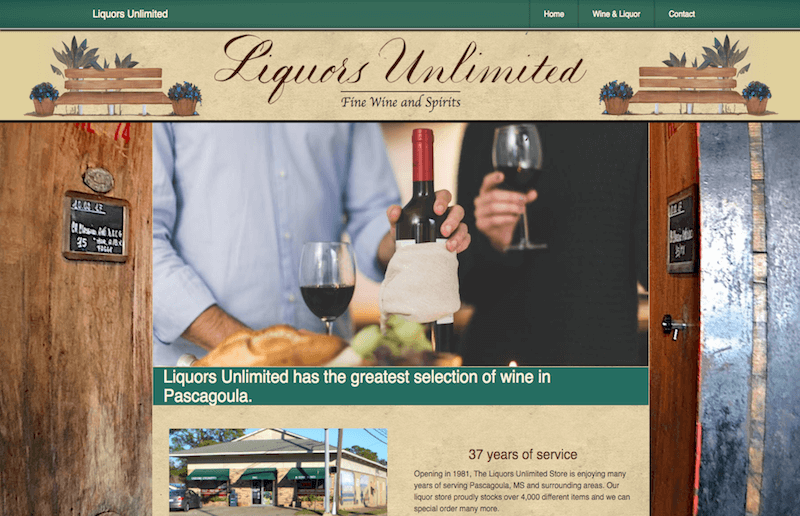 Liquors Unlimited
Home
Wine & Liquor
Contact
Liquors Unlimited
Fine Wine and Spirits
74
Liquors Unlimited has the greatest selection of wine in
Pascagoula.
37 years of service
Opening in 1981, The Liquors Unlimited Store is enjoying many
years of serving Pascagoula, MS and surrounding areas. Our
liquor store proudly stocks over 4,000 different items and we can
special order many more.